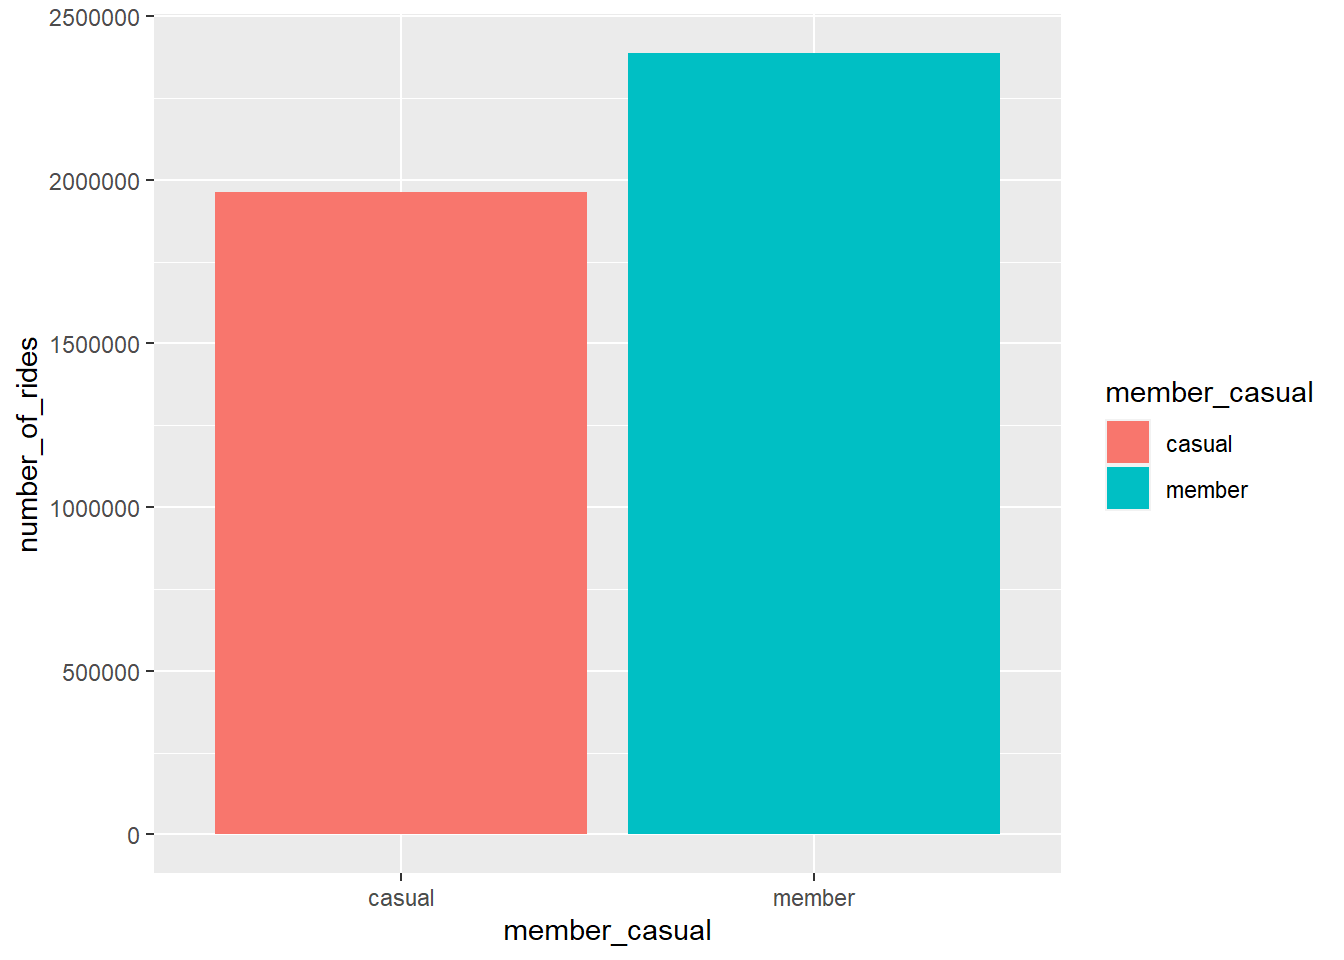 2500000
2000000
1500000
1000000
500000
0
number_of_rides
casual
member
member_casual
member_casual
casual
member